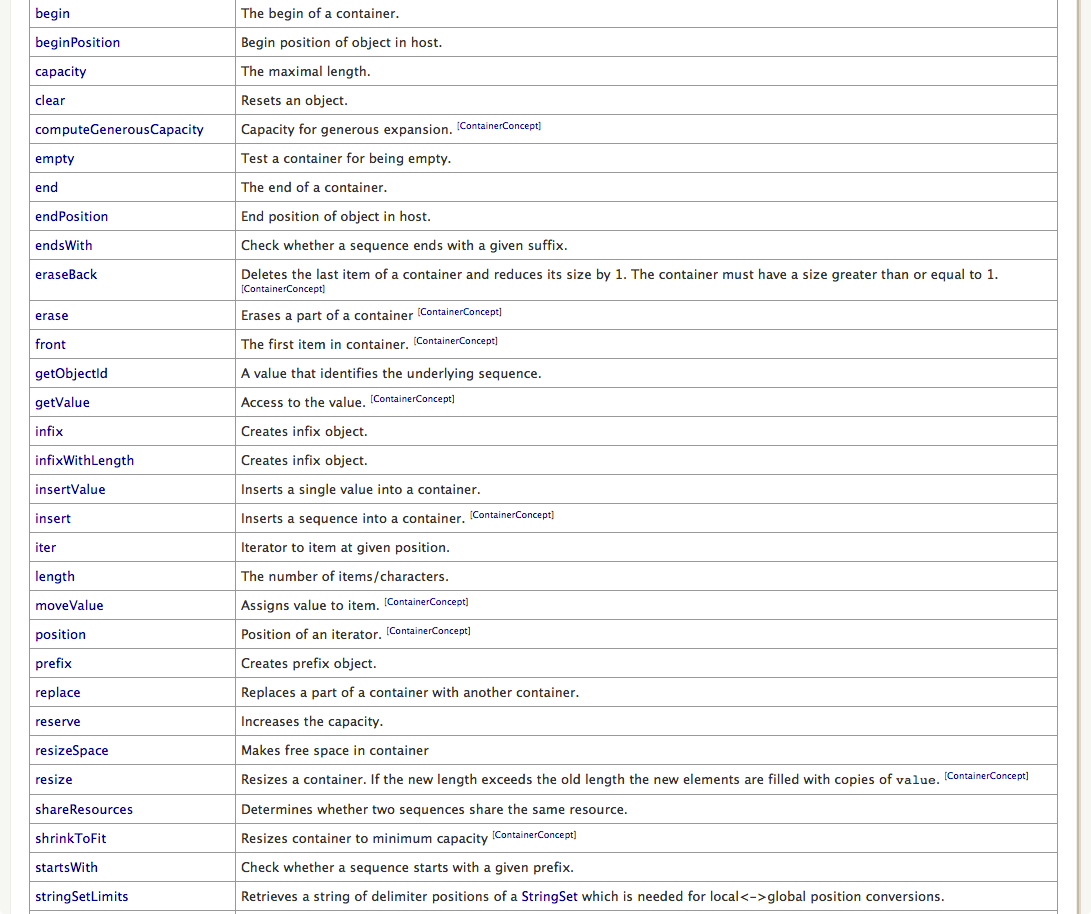 begin The begin of a container.
beginPosition Begin position of object in host.
capacity The maximal length.
clear Resets an object.
computeGenerousCapacity Capacity for generous expansion. [ContainerConcept]
empty Test a container for being empty.
end The end of a container.
endPosition End position of object in host.
endsWith Check whether a sequence ends with a given suffix.
eraseBack Deletes the last item of a container and reduces its size by 1. The container must have a size greater than or equal to 1.
[ContainerConcept]
erase Erases a part of a container [ContainerConcept]
front The first item in container. [ContainerConcept]
getObjectId A value that identifies the underlying sequence.
getValue Access to the value. [ContainerConcept]
infix Creates infix object.
infixWithLength Creates infix object.
insertValue Inserts a single value into a container.
insert Inserts a sequence into a container. [ContainerConcept]
iter Iterator to item at given position.
length The number of items/characters.
moveValue Assigns value to item. [ContainerConcept]
position Position of an iterator. [ContainerConcept]
prefix Creates prefix object.
replace Replaces a part of a container with another container.
reserve Increases the capacity.
resizeSpace Makes free space in container
resize Resizes a container. If the new length exceeds the old length the new elements are filled with copies of value. [ContainerConcept]
shareResources Determines whether two sequences share the same resource.
shrinkToFit Resizes container to minimum capacity [ContainerConcept]
startsWith Check whether a sequence starts with a given prefix.
stringSetLimits Retrieves a string of delimiter positions of a StringSet which is needed for local<->global position conversions.